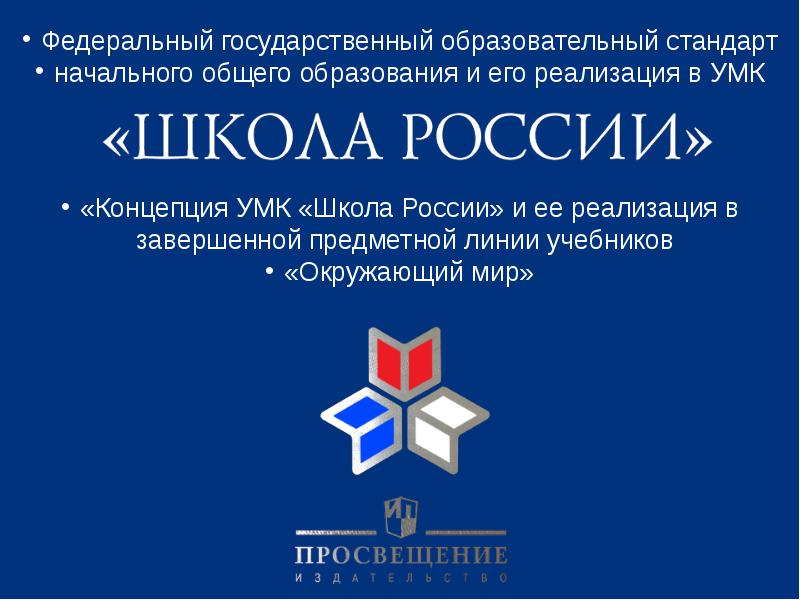 • Федеральный государственный образовательный стандарт
• начального общего образования и его реализация в УМК
«ШКОЛА РОССИИ»
• «Концепция УМК «Школа России» и ее реализация в
завершенной предметной линии учебников
• «Окружающий мир»
ИП
ПРОСВЕЩЕНИЕ
ИЗДАТЕЛЬСТВО